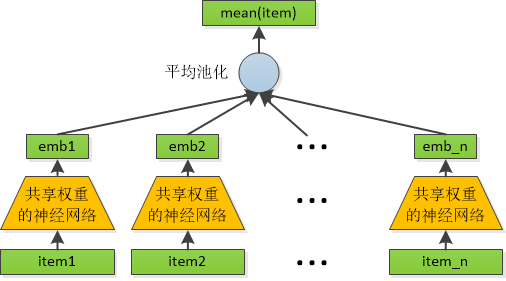 mean(item)
平均池化
emb1
emb2
emb_n
共享权重
的神经网络
共享权重
的神经网络
共享权重
的神经网络
item1
item2
item_n